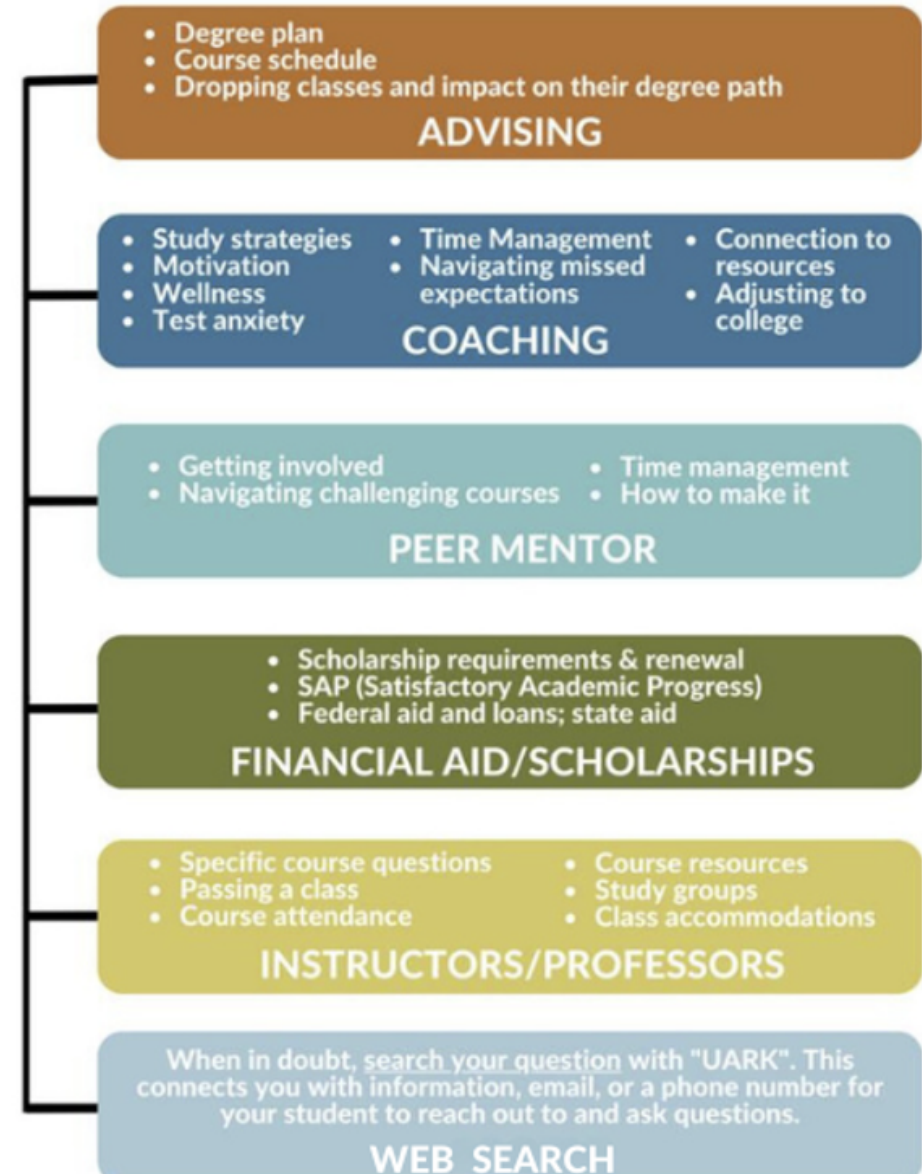 • Degree plan
• Course schedule
• Dropping classes and impact on their degree path
ADVISING
• Study strategies
• Motivation
• Wellness
• Test anxiety
• Time Management
• Navigating missed
expectations
• Connection to
resources
• Adjusting to
college
COACHING
• Getting involved
• Navigating challenging courses
• Time management
• How to make it
PEER MENTOR
• Scholarship requirements & renewal
• SAP (Satisfactory Academic Progress)
• Federal aid and loans; state aid
FINANCIAL AID/SCHOLARSHIPS
• Specific course questions
• Passing a class
• Course attendance
• Course resources
• Study groups
• Class accommodations
INSTRUCTORS/PROFESSORS
When in doubt, search your question with "UARK". This
connects you with information, email, or a phone number for
your student to reach out to and ask questions.
WEB SEARCH